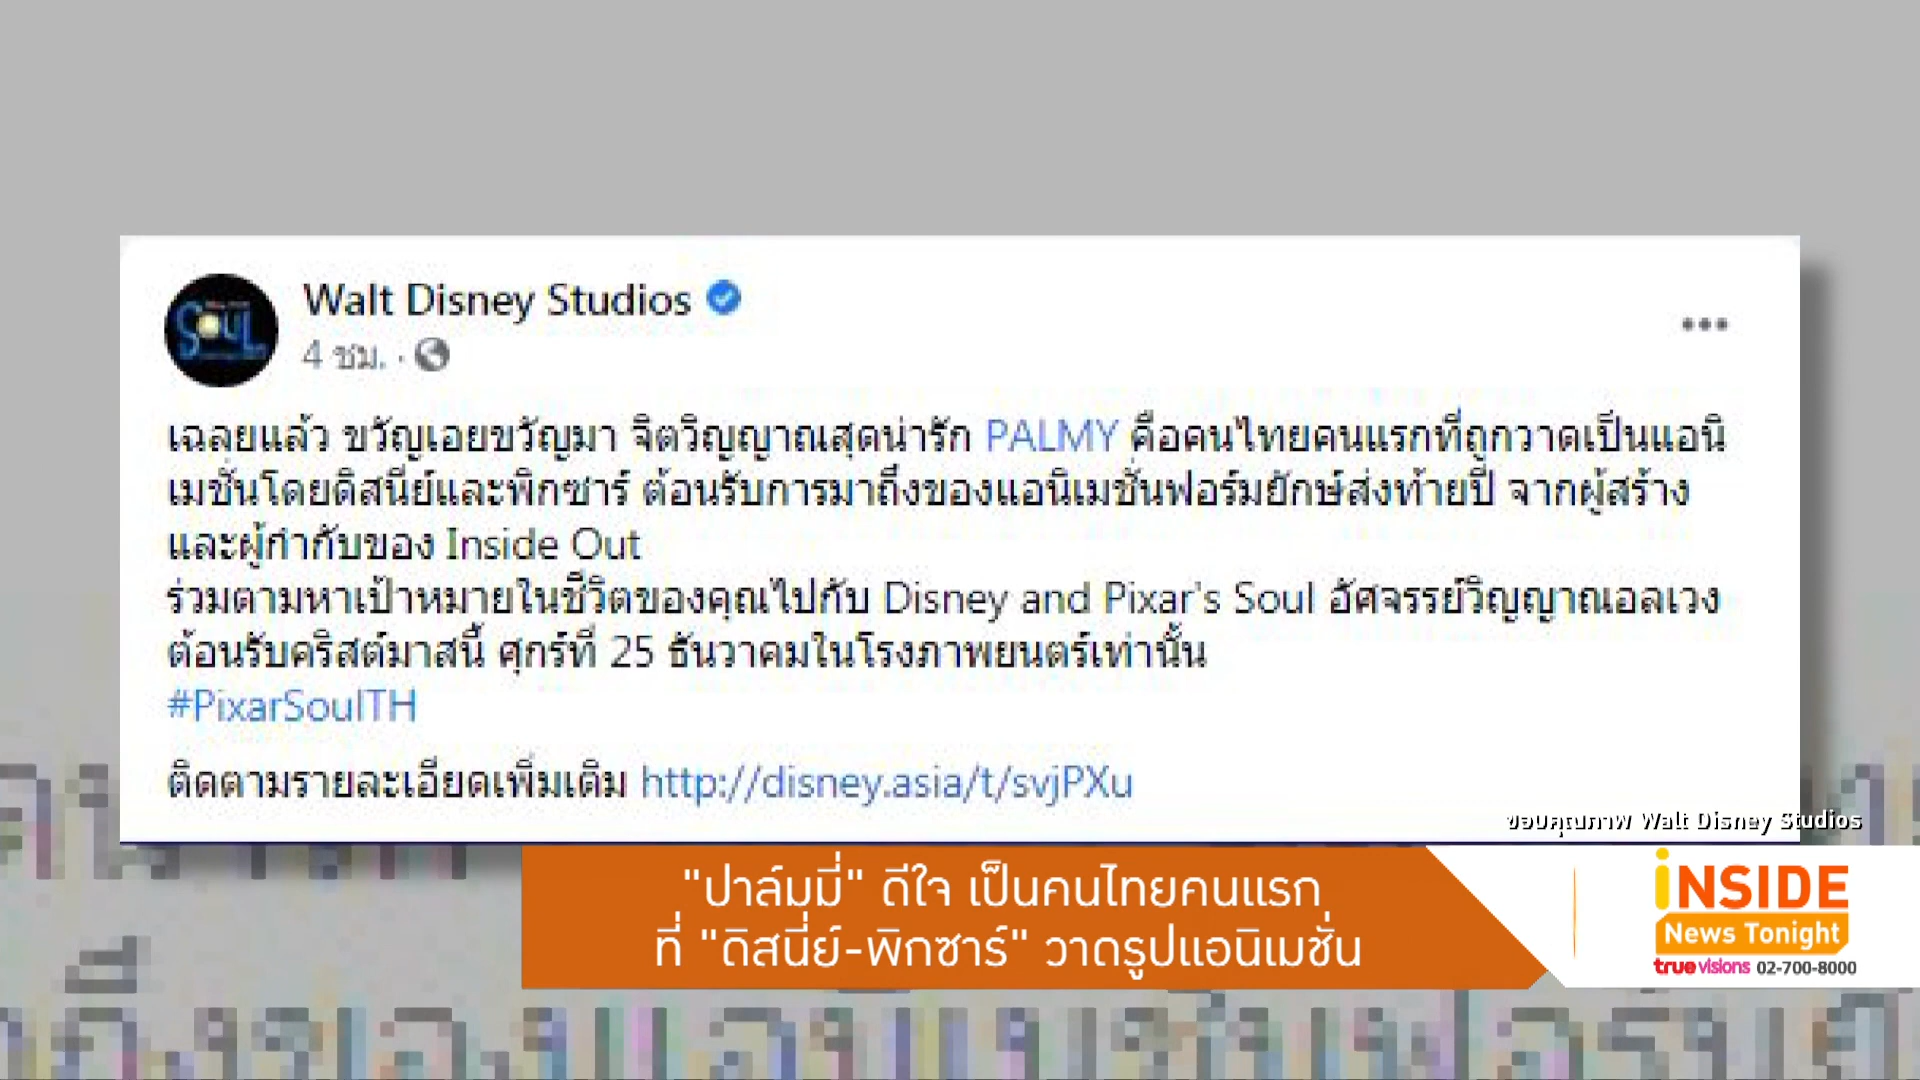 SOUL
Walt Disney Studios
4 ชม. ·
เฉลยแล้ว ขวัญเอยขวัญมา จิตวิญญาณสุดน่ารัก PALMY คือคนไทยคนแรกที่ถูกวาดเป็นแอนิ
เมชั่นโดยดิสนีย์และพิกซาร์ ต้อนรับการมาถึงของแอนิเมชั่นฟอร์มยักษ์ส่งท้ายปี จากผู้สร้าง
และผู้กำกับของ Inside Out
ร่วมตามหาเป้าหมายในชีวิตของคุณไปกับ Disney and Pixar's Soul อัศจรรย์วิญญาณอลเวง
ต้อนรับคริสต์มาสนี้ ศุกร์ที่ 25 ธันวาคมในโรงภาพยนตร์เท่านั้น
#PixarSoulTH
ติดตามรายละเอียดเพิ่มเติม http://disney.asia/t/svjPXu
ขอบคุณภาพ Walt Disney Studios
"ปาล์มมี่" ดีใจ เป็นคนไทยคนแรก
ที่ "ดิสนี่ย์-พิกซาร์" วาดรูปแอนิเมชั่น
iNSIDE
News Tonight
truevisions 02-700-8000